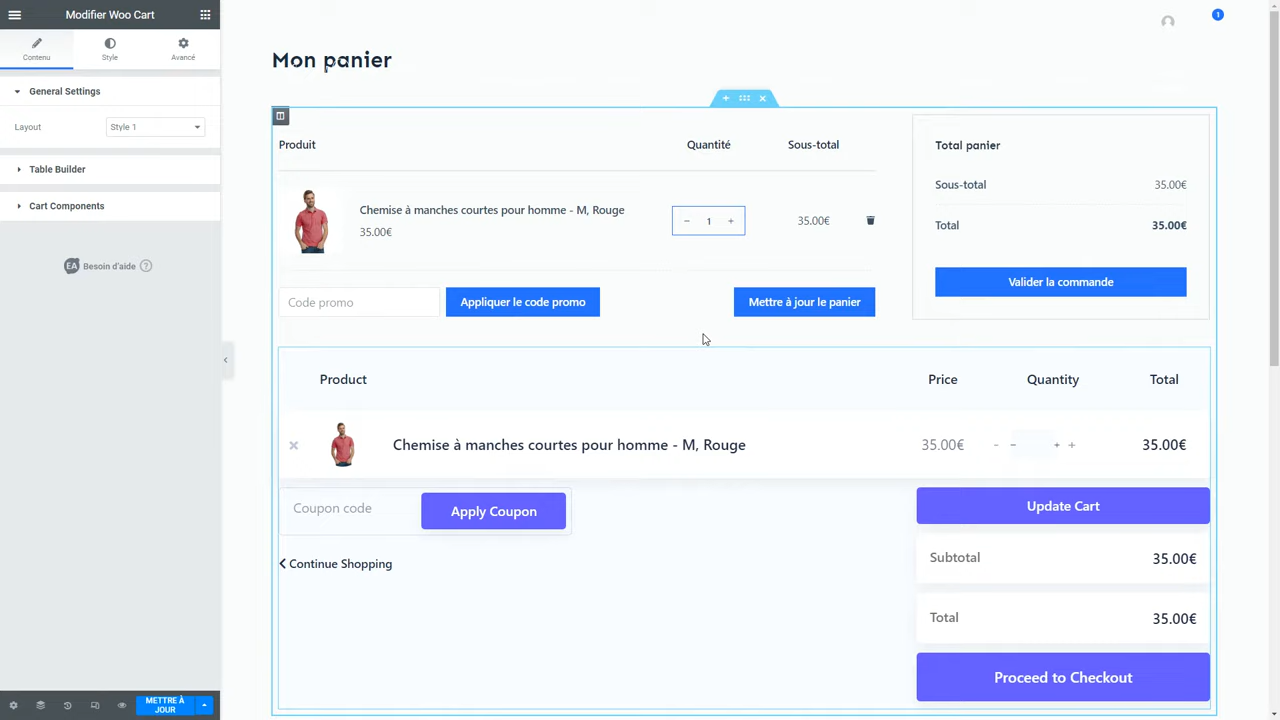 Modifier Woo Cart
1
Contenu
Style
Avancé
General Settings
Layout
Style 1
Table Builder
Cart Components
EA Besoin d'aide ?
METTRE À
JOUR
Mon panier
Produit Quantité Sous-total
Chemise à manches courtes pour homme - M, Rouge
35.00€
− 1 +
35.00€
Code promo
Appliquer le code promo
Mettre à jour le panier
Total panier
Sous-total 35.00€
Total 35.00€
Valider la commande
Product Price Quantity Total
Chemise à manches courtes pour homme - M, Rouge 35.00€ - − + + 35.00€
Coupon code
Apply Coupon
Update Cart
Continue Shopping
Subtotal 35.00€
Total 35.00€
Proceed to Checkout